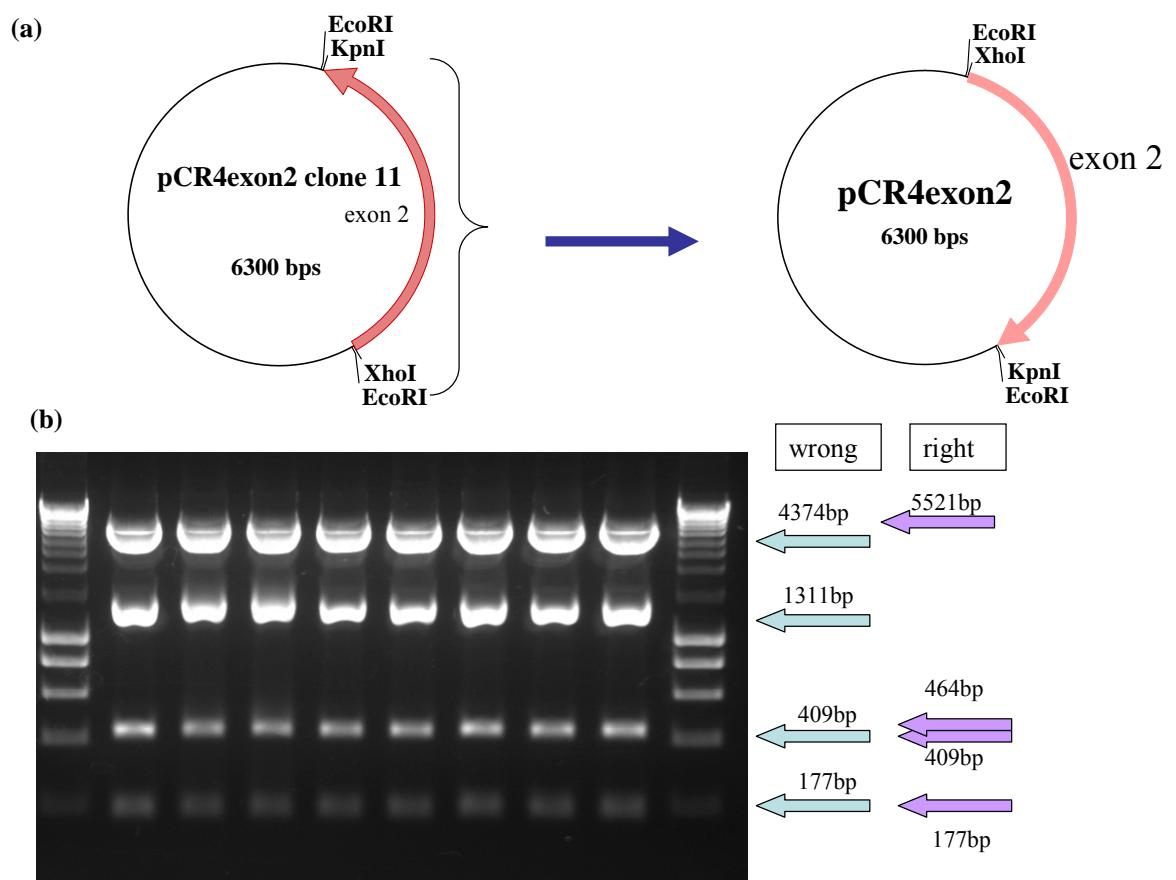 (a)
EcoRI
KpnI
pCR4exon2 clone 11
exon 2
6300 bps
XhoI
EcoRI
EcoRI
XhoI
exon 2
pCR4exon2
6300 bps
KpnI
EcoRI
(b)
wrong
right
4374bp
5521bp
1311bp
464bp
409bp
409bp
177bp
177bp